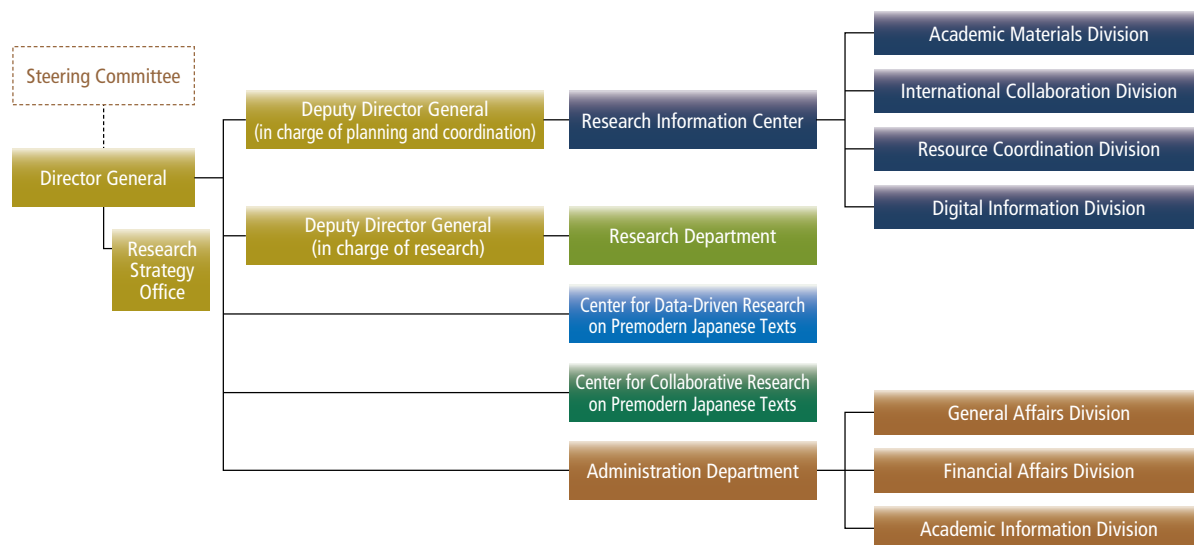 Steering Committee
Director General
Research
Strategy
Office
Deputy Director General
(in charge of planning and coordination)
Research Information Center
Academic Materials Division
International Collaboration Division
Resource Coordination Division
Digital Information Division
Deputy Director General
(in charge of research)
Research Department
Center for Data-Driven Research
on Premodern Japanese Texts
Center for Collaborative Research
on Premodern Japanese Texts
Administration Department
General Affairs Division
Financial Affairs Division
Academic Information Division